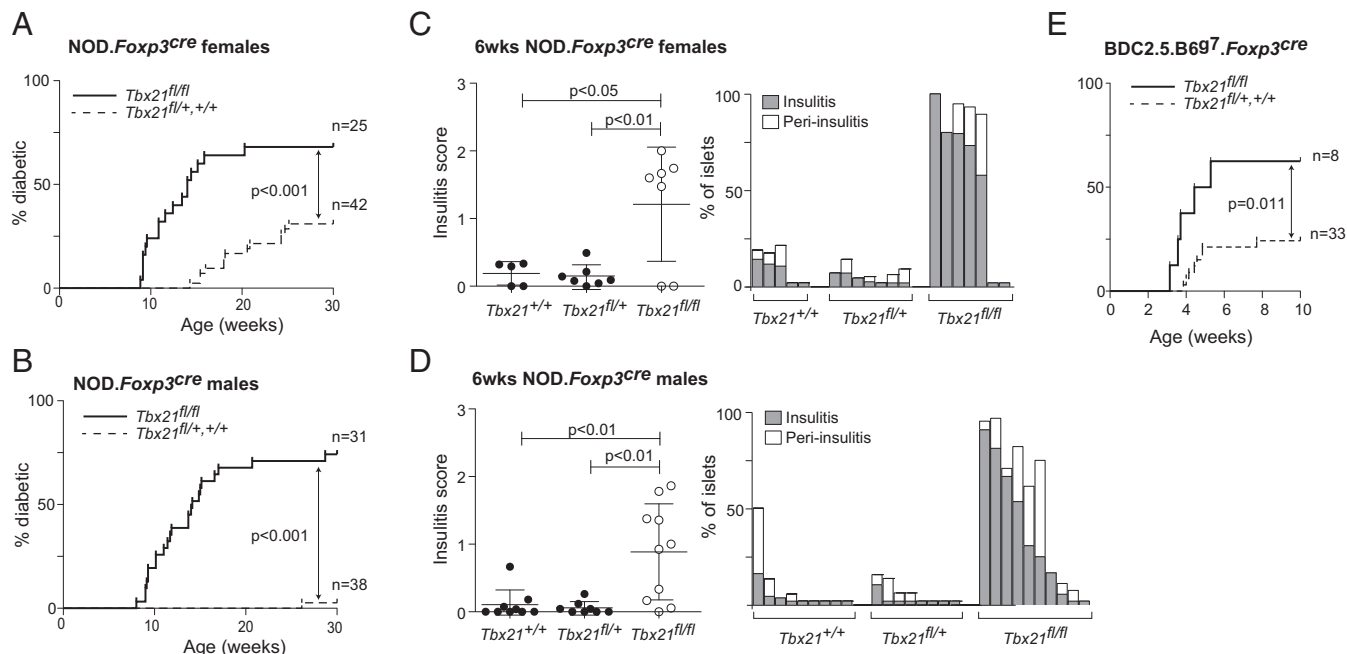 A
NOD.Foxp3cre females
100
50
0
% diabetic
Tbx21fl/fl
Tbx21fl/+,+/+
n=25
p<0.001
n=42
0 10 20 30
Age (weeks)
B
NOD.Foxp3cre males
100
50
0
% diabetic
Tbx21fl/fl
Tbx21fl/+,+/+
n=31
p<0.001
n=38
0 10 20 30
Age (weeks)
C
6wks NOD.Foxp3cre females
3
2
1
0
Insulitis score
p<0.05
p<0.01
Tbx21+/+ Tbx21fl/+ Tbx21fl/fl
100
50
0
% of islets
Insulitis
Peri-insulitis
Tbx21+/+ Tbx21fl/+ Tbx21fl/fl
D
6wks NOD.Foxp3cre males
3
2
1
0
Insulitis score
p<0.01
p<0.01
Tbx21+/+ Tbx21fl/+ Tbx21fl/fl
100
50
0
% of islets
Insulitis
Peri-insulitis
Tbx21+/+ Tbx21fl/+ Tbx21fl/fl
E
BDC2.5.B6g7.Foxp3cre
100
50
0
Tbx21fl/fl
Tbx21fl/+,+/+
n=8
p=0.011
n=33
0 2 4 6 8 10
Age (weeks)